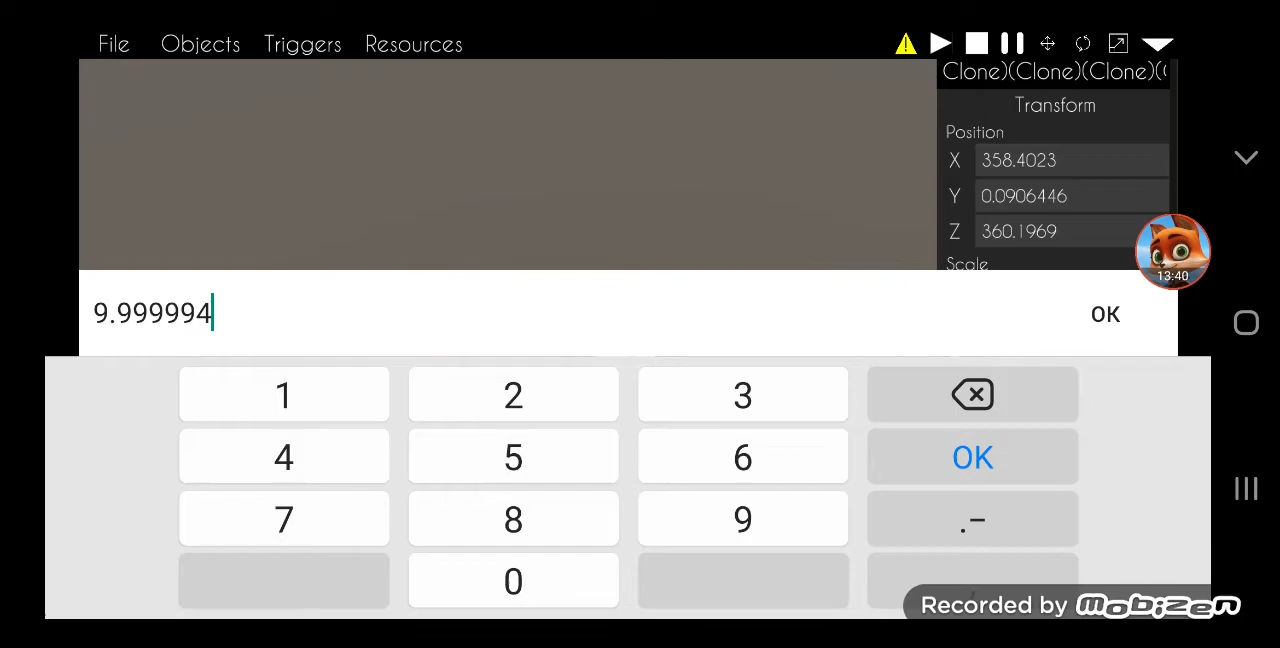 File Objects Triggers Resources
Clone)(Clone)(Clone)(
Transform
Position
X 358.4023
Y 0.0906446
Z 360.1969
Scale
13:40
9.999994
OK
1 2 3
4 5 6 OK
7 8 9 .-
0
Recorded by Mobizen